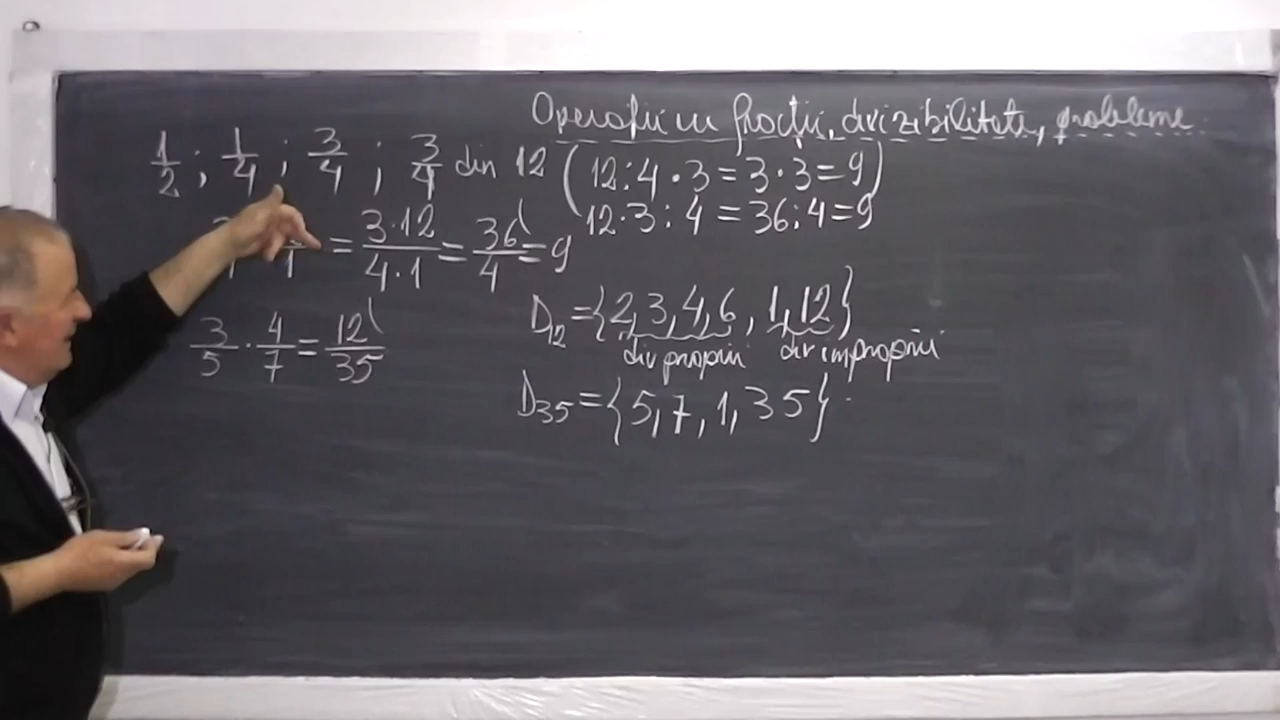 Operații cu fracții, divizibilitate, probleme
1/2 ; 1/4 ; 3/4 ; 3/4 din 12 (12:4·3=3·3=9)
12·3:4=36:4=9
= 3·12/4·1 = 36/4 = 9
D12={2,3,4,6,1,12}
div proprii div improprii
3/5·4/7=12/35
D35={5,7,1,35}